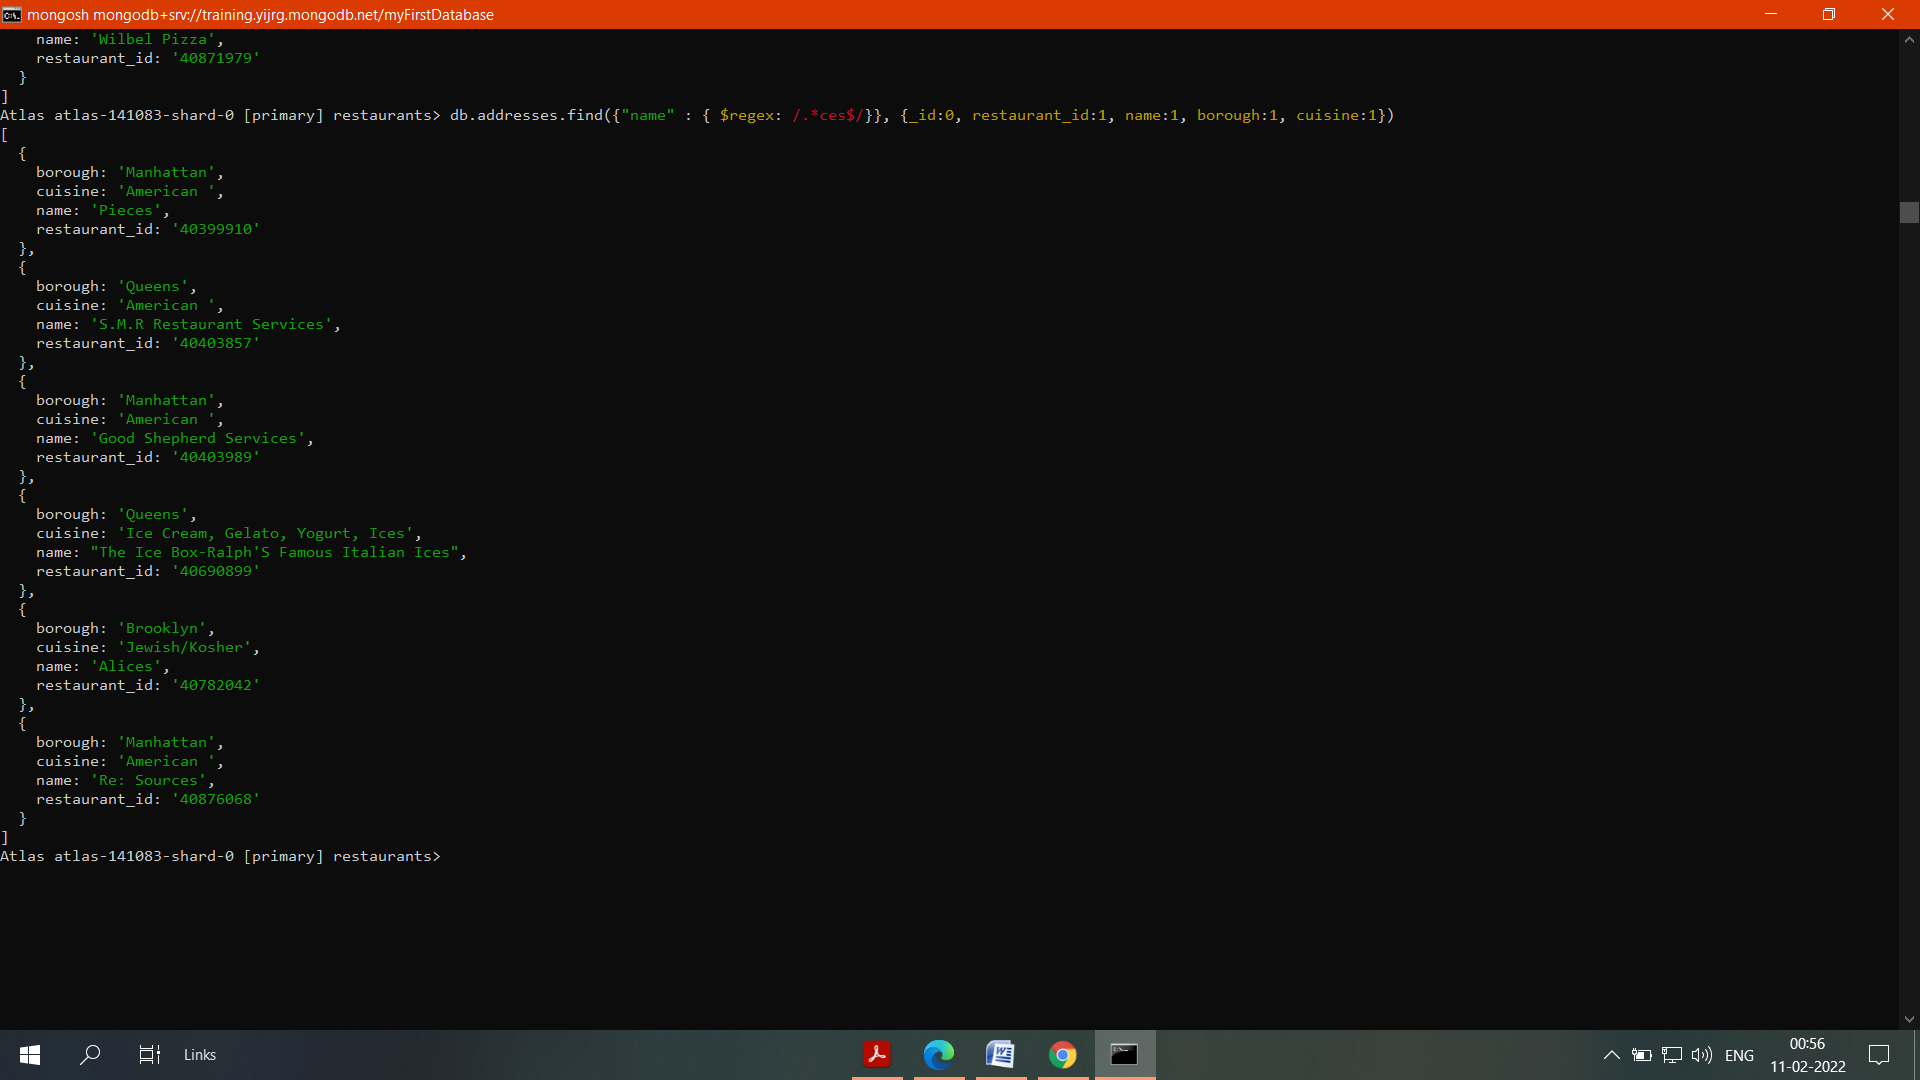 mongosh mongodb+srv://training.yijrg.mongodb.net/myFirstDatabase
    name: 'Wilbel Pizza',
    restaurant_id: '40871979'
  }
]
Atlas atlas-141083-shard-0 [primary] restaurants> db.addresses.find({"name" : { $regex: /.*ces$/}}, {_id:0, restaurant_id:1, name:1, borough:1, cuisine:1})
[
  {
    borough: 'Manhattan',
    cuisine: 'American ',
    name: 'Pieces',
    restaurant_id: '40399910'
  },
  {
    borough: 'Queens',
    cuisine: 'American ',
    name: 'S.M.R Restaurant Services',
    restaurant_id: '40403857'
  },
  {
    borough: 'Manhattan',
    cuisine: 'American ',
    name: 'Good Shepherd Services',
    restaurant_id: '40403989'
  },
  {
    borough: 'Queens',
    cuisine: 'Ice Cream, Gelato, Yogurt, Ices',
    name: "The Ice Box-Ralph'S Famous Italian Ices",
    restaurant_id: '40690899'
  },
  {
    borough: 'Brooklyn',
    cuisine: 'Jewish/Kosher',
    name: 'Alices',
    restaurant_id: '40782042'
  },
  {
    borough: 'Manhattan',
    cuisine: 'American ',
    name: 'Re: Sources',
    restaurant_id: '40876068'
  }
]
Atlas atlas-141083-shard-0 [primary] restaurants>
Links
ENG
00:56
11-02-2022